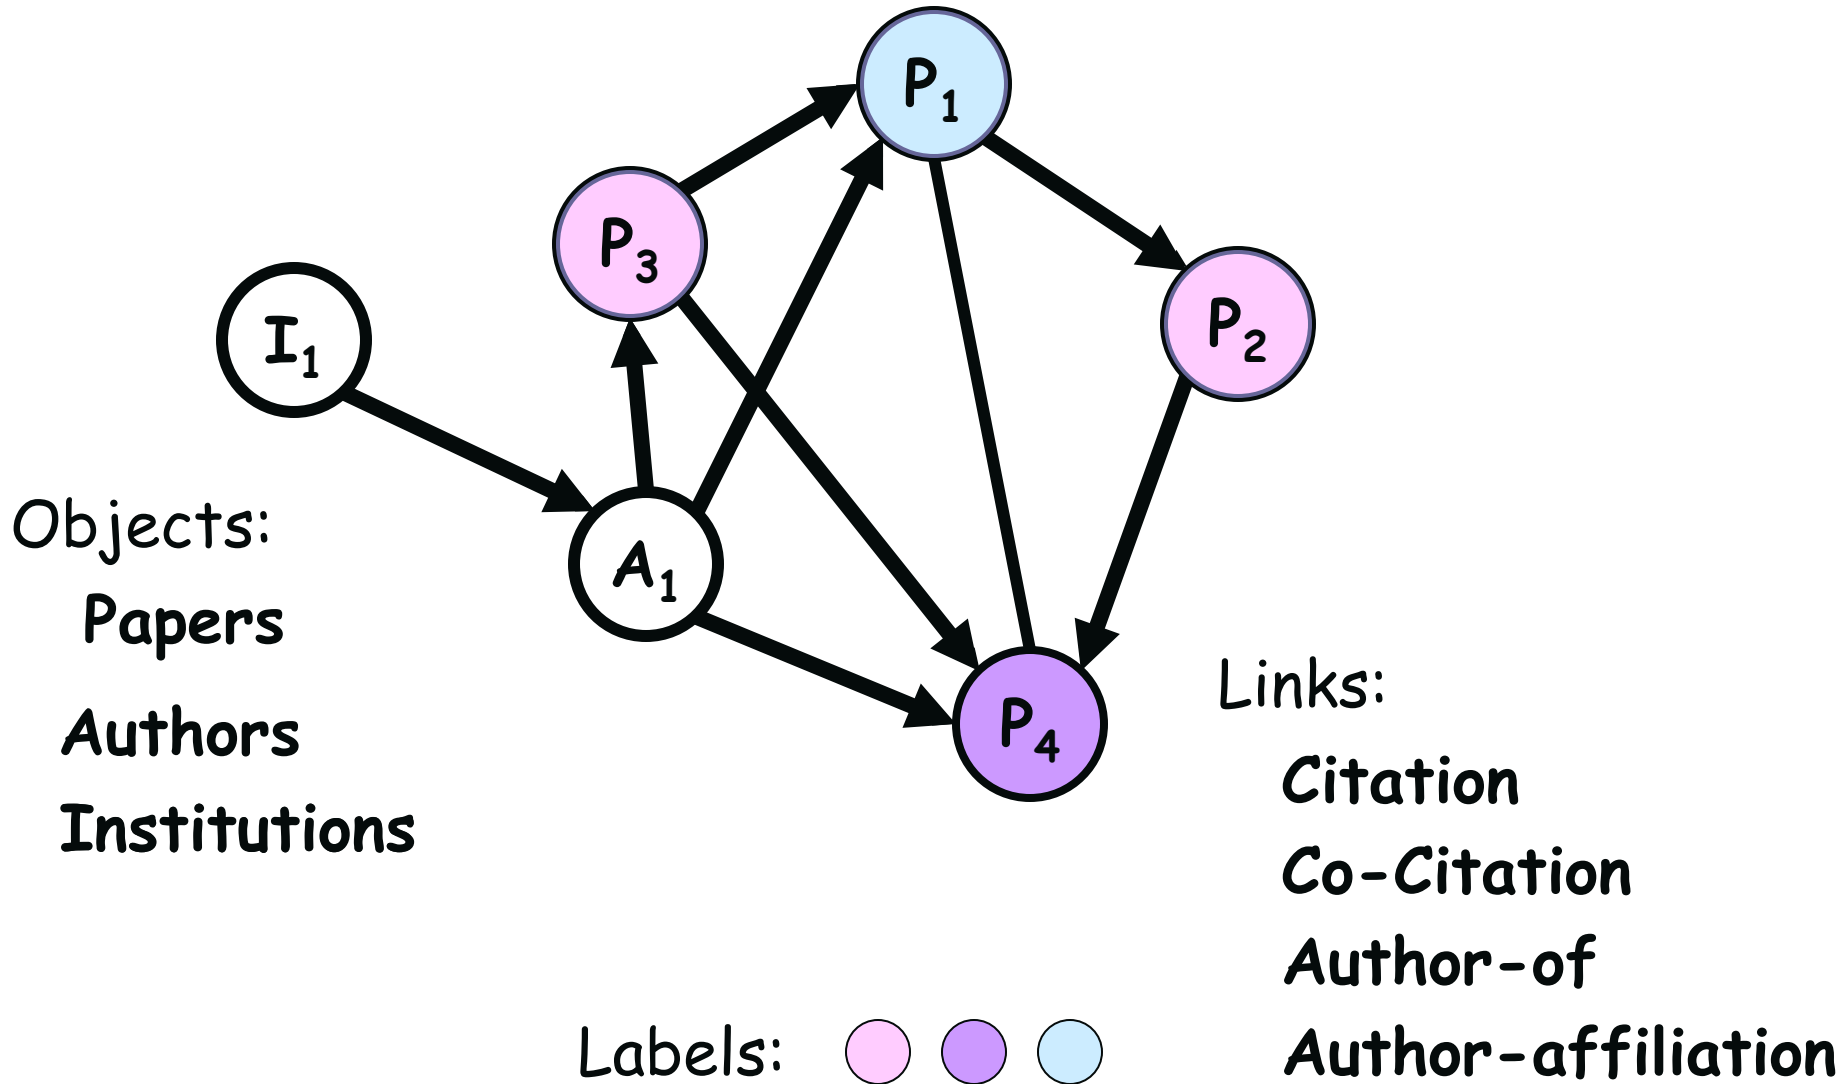 P1
P3
P2
I1
A1
P4
Objects:
Papers
Authors
Institutions
Links:
Citation
Co-Citation
Author-of
Author-affiliation
Labels: